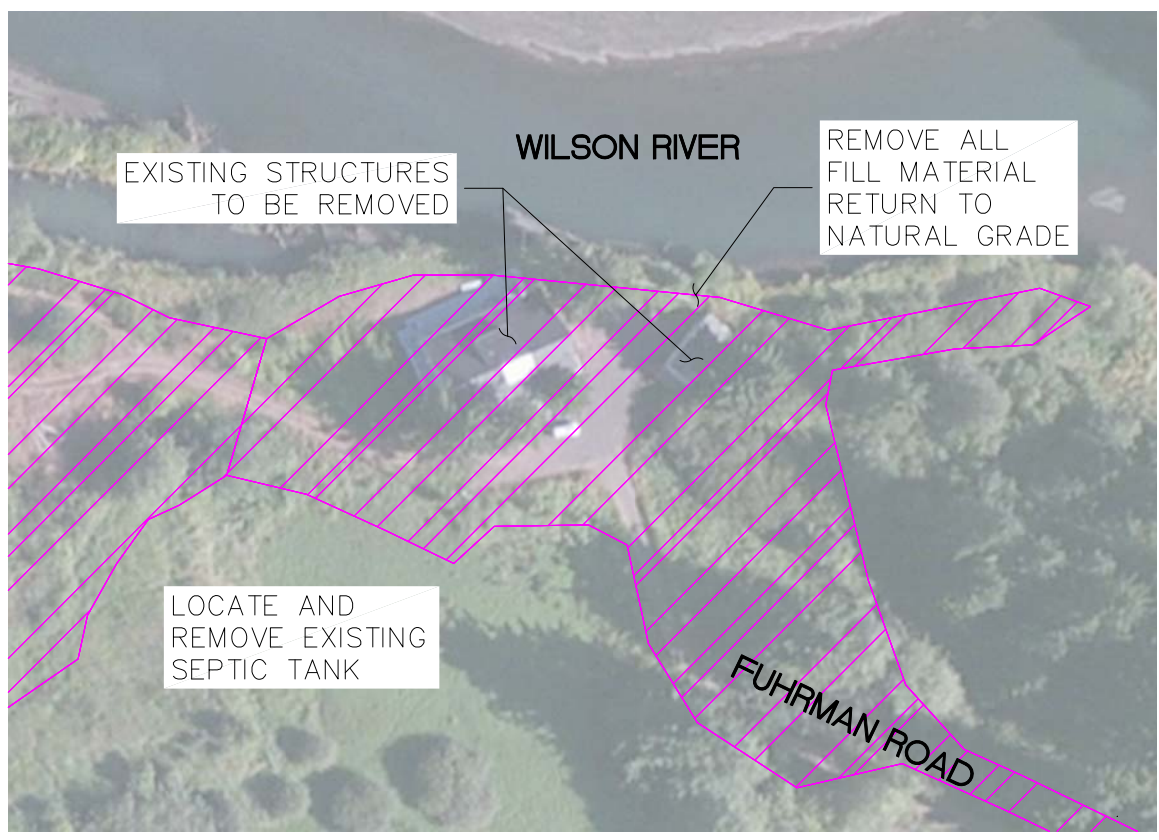 WILSON RIVER
EXISTING STRUCTURES
TO BE REMOVED
REMOVE ALL
FILL MATERIAL
RETURN TO
NATURAL GRADE
LOCATE AND
REMOVE EXISTING
SEPTIC TANK
FUHRMAN ROAD